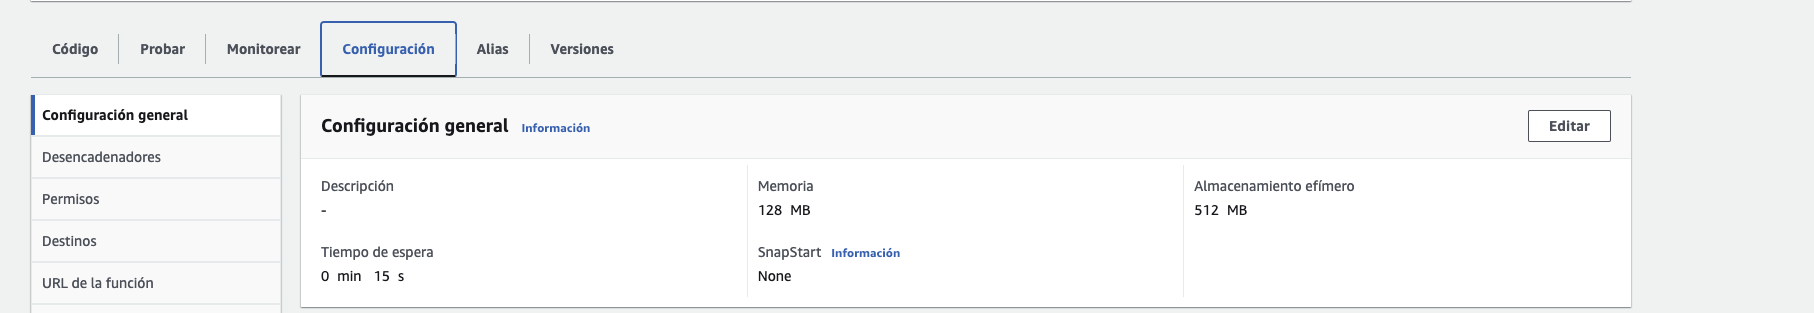 Código Probar Monitorear Configuración Alias Versiones
Configuración general
Desencadenadores
Permisos
Destinos
URL de la función
Configuración general Información Editar
Descripción Memoria Almacenamiento efímero
- 128 MB 512 MB
Tiempo de espera SnapStart Información
0 min 15 s None